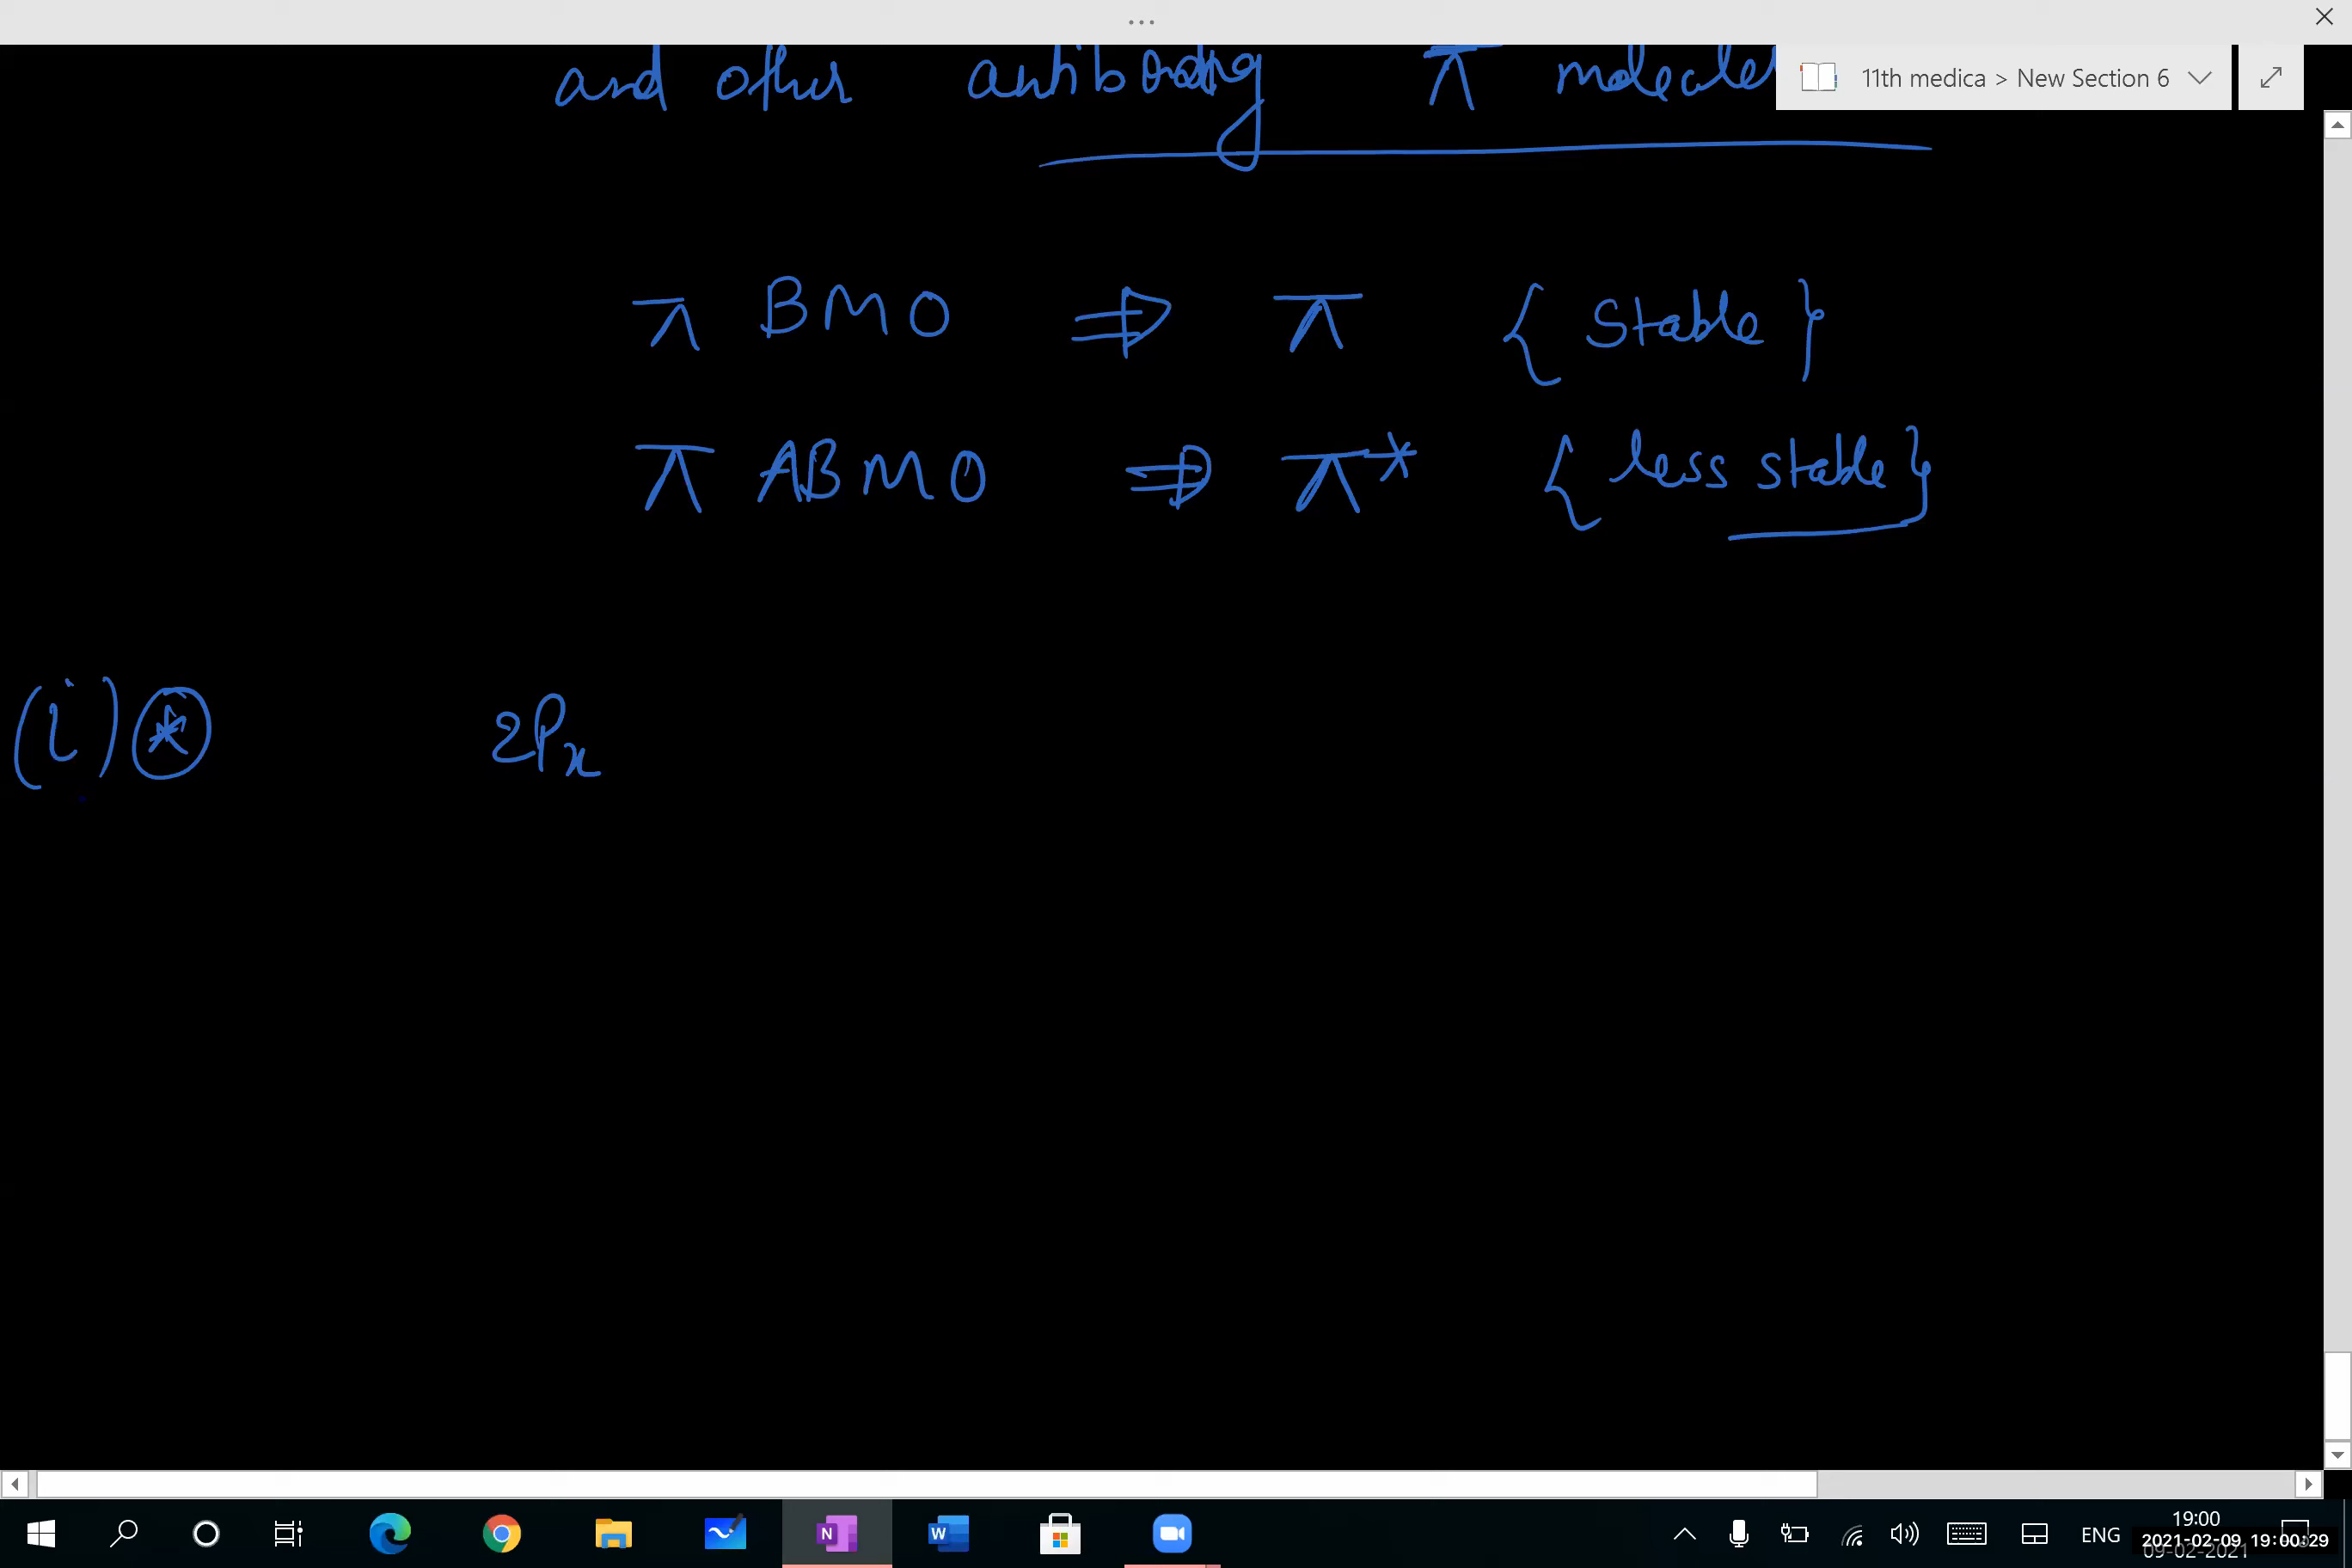 ...
11th medica > New Section 6
and other antibonding π molecule
π BMO ⇒ π { Stable }
π ABMO ⇒ π* { less stable }
(i) * 2Px
ENG
19:00
2021-02-09 19:00:29
09-02-2021